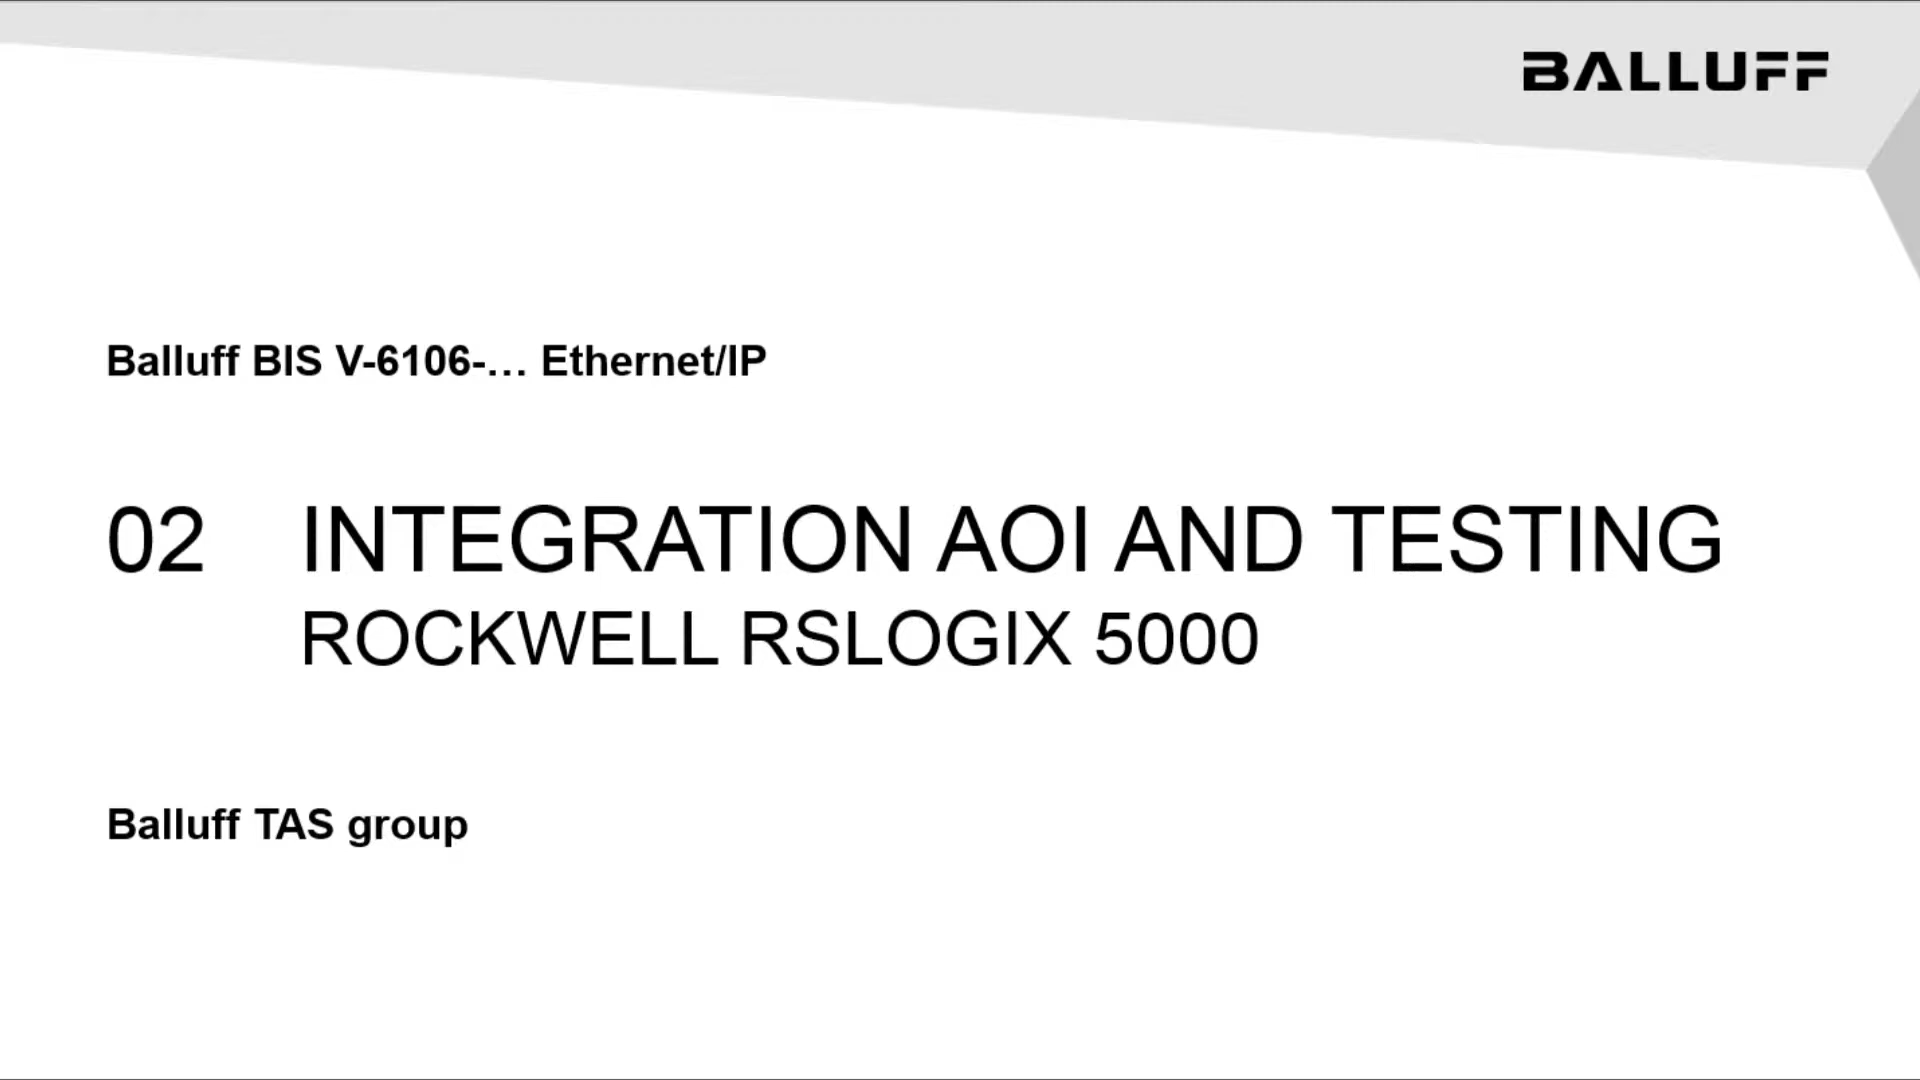 BALLUFF
Balluff BIS V-6106-… Ethernet/IP
02 INTEGRATION AOI AND TESTING
ROCKWELL RSLOGIX 5000
Balluff TAS group